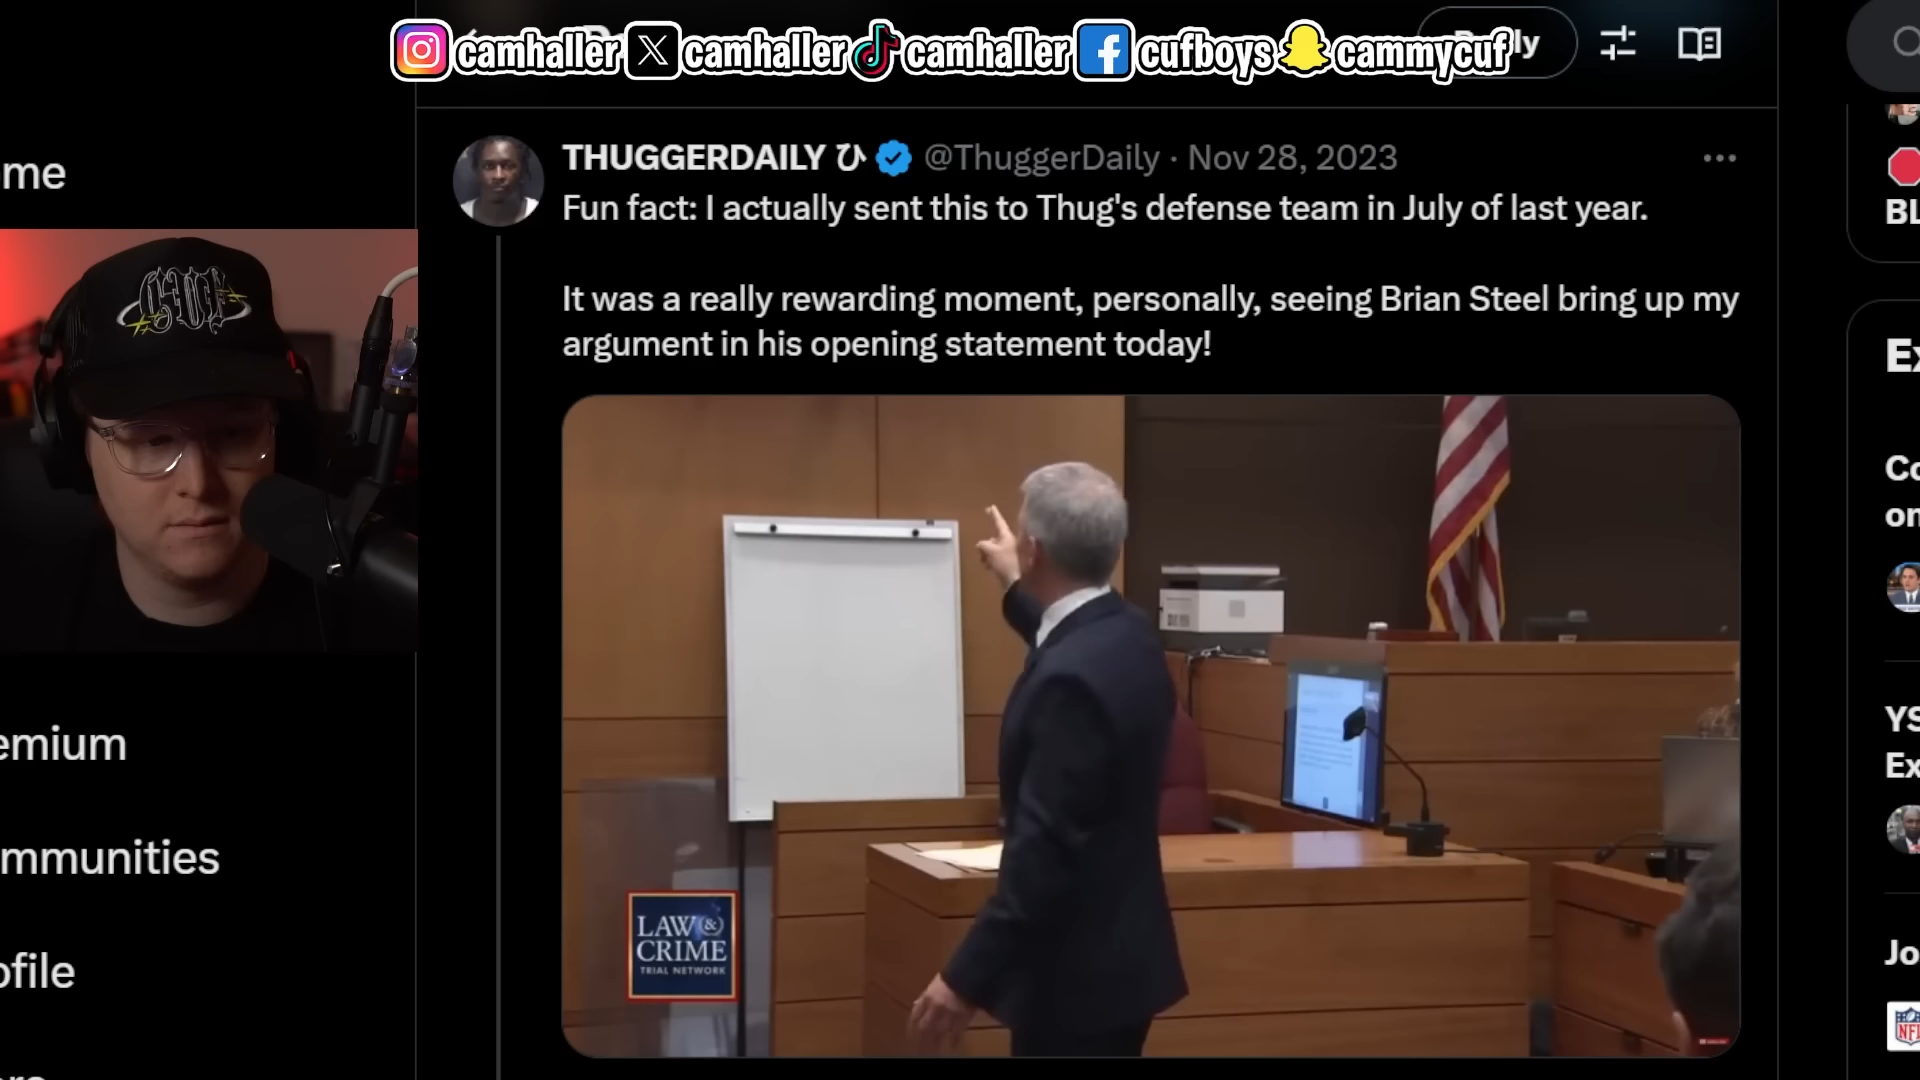 camhaller camhaller camhaller cufboys cammycuf
ly
THUGGERDAILY ひ @ThuggerDaily · Nov 28, 2023
Fun fact: I actually sent this to Thug's defense team in July of last year.
It was a really rewarding moment, personally, seeing Brian Steel bring up my
argument in his opening statement today!
me
emium
mmunities
ofile
CUF
LAW &
CRIME
TRIAL NETWORK
BL
Ex
Co
on
YS
Ex
Jo
NFL